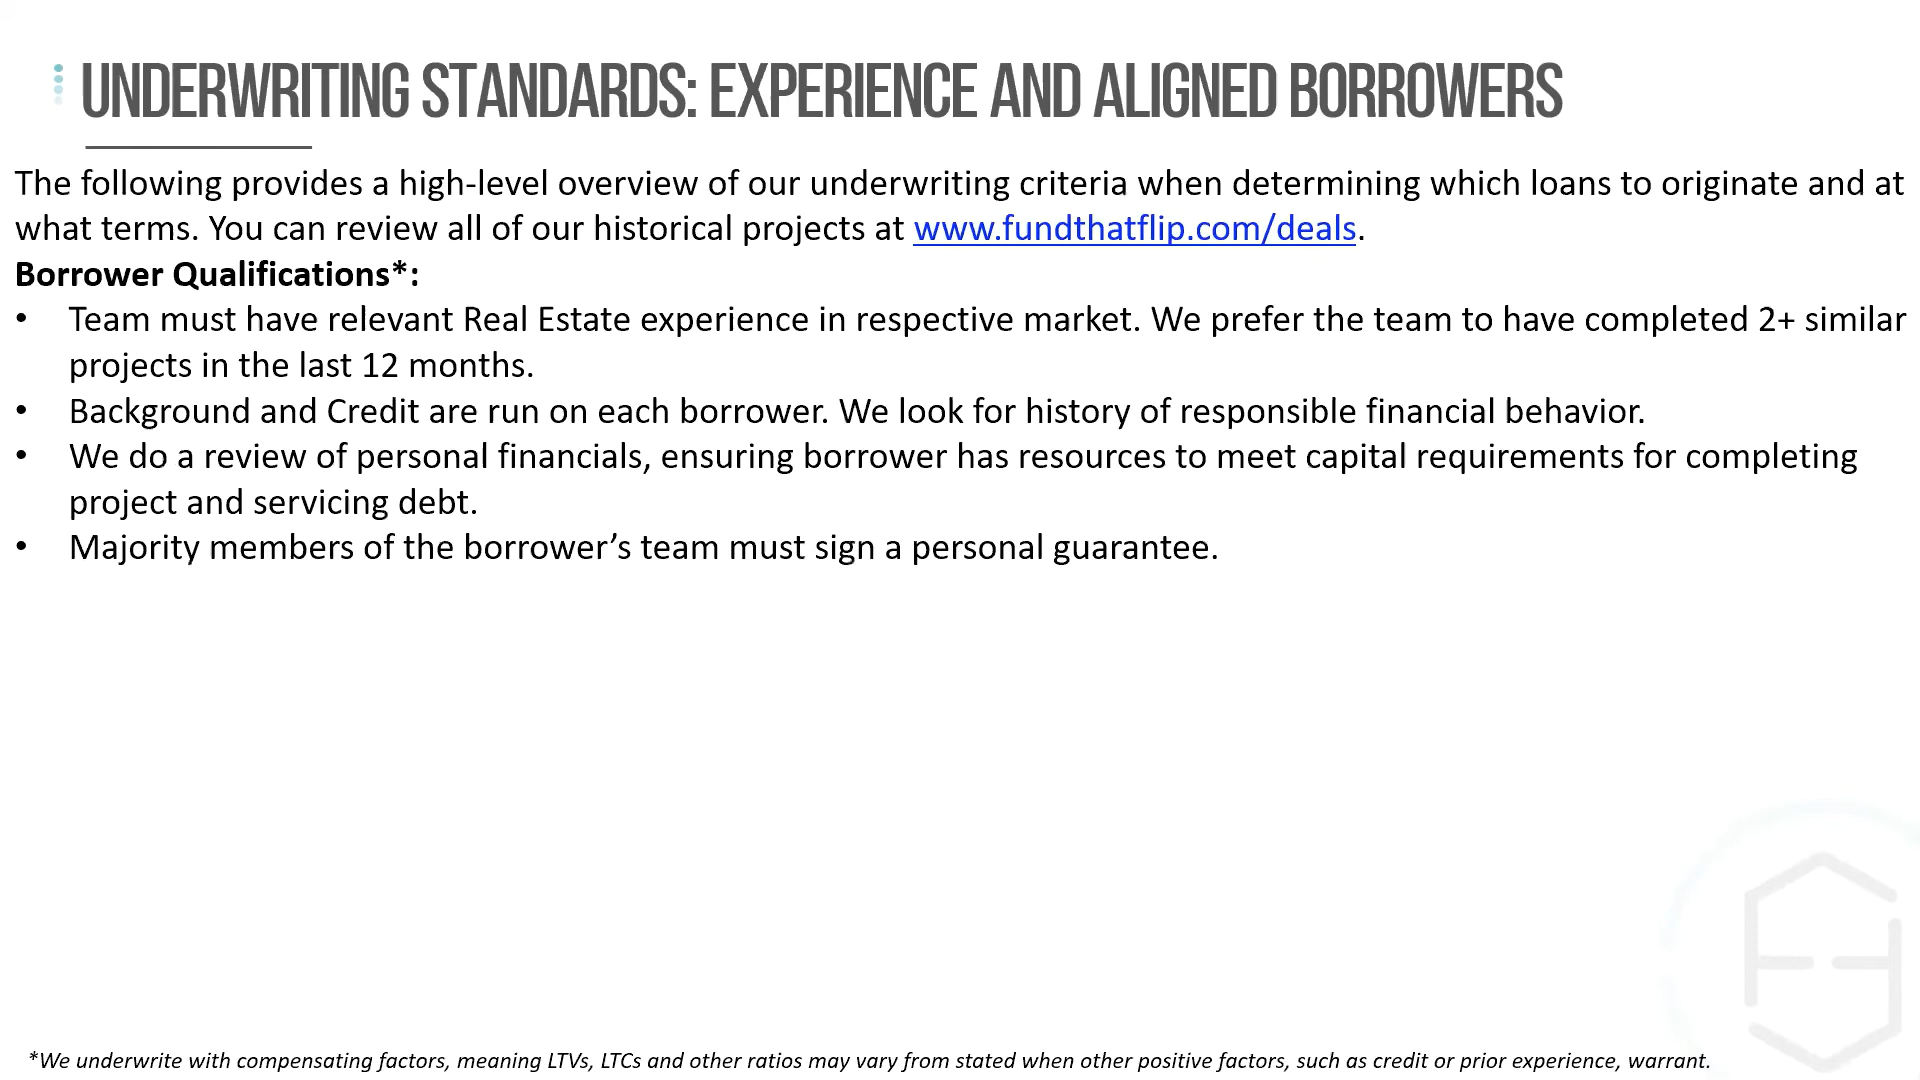 UNDERWRITING STANDARDS: EXPERIENCE AND ALIGNED BORROWERS
The following provides a high-level overview of our underwriting criteria when determining which loans to originate and at
what terms. You can review all of our historical projects at www.fundthatflip.com/deals.
Borrower Qualifications*:
• Team must have relevant Real Estate experience in respective market. We prefer the team to have completed 2+ similar
projects in the last 12 months.
• Background and Credit are run on each borrower. We look for history of responsible financial behavior.
• We do a review of personal financials, ensuring borrower has resources to meet capital requirements for completing
project and servicing debt.
• Majority members of the borrower’s team must sign a personal guarantee.
*We underwrite with compensating factors, meaning LTVs, LTCs and other ratios may vary from stated when other positive factors, such as credit or prior experience, warrant.